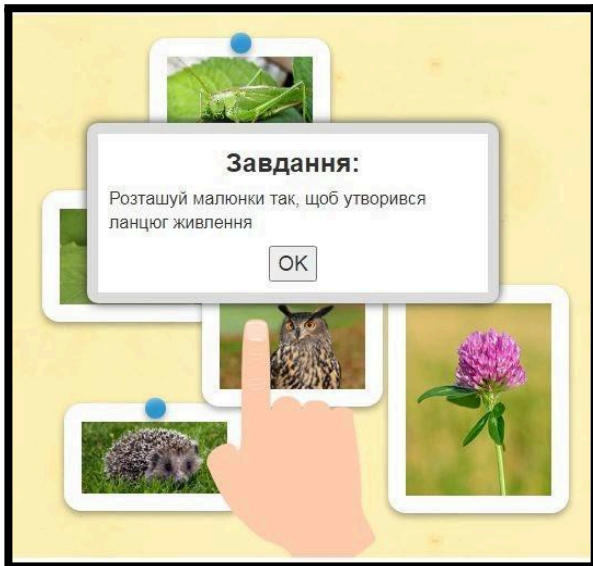 Завдання:
Розташуй малюнки так, щоб утворився
ланцюг живлення
OK